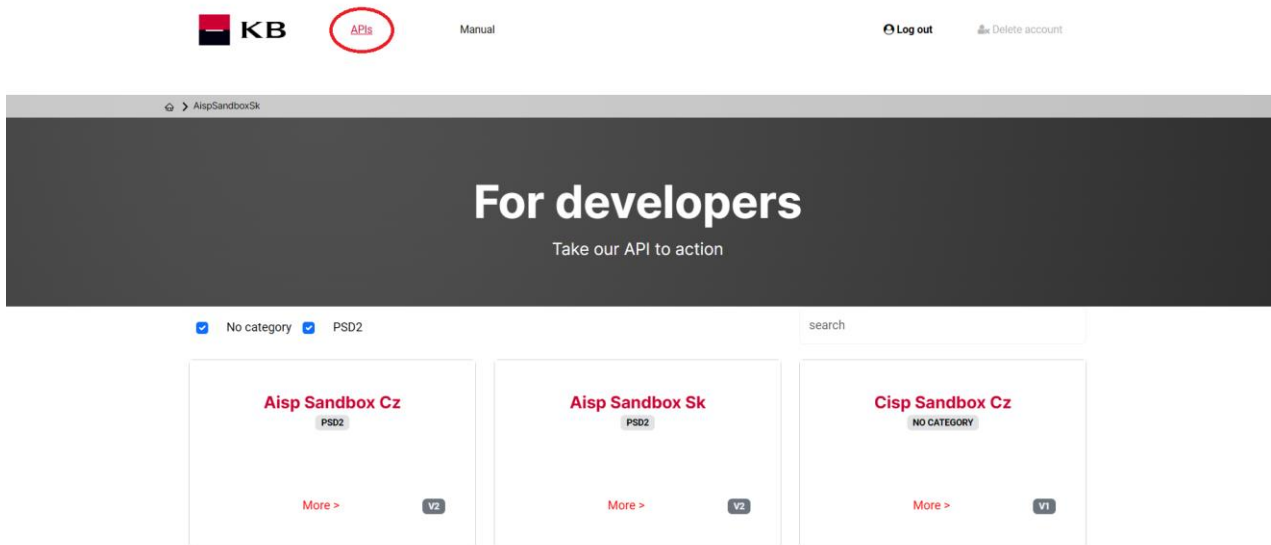 KB APIs Manual Log out Delete account
AispSandboxSk
For developers
Take our API to action
No category PSD2 search
Aisp Sandbox Cz Aisp Sandbox Sk Cisp Sandbox Cz
PSD2 PSD2 NO CATEGORY
More > V2 More > V2 More > V1